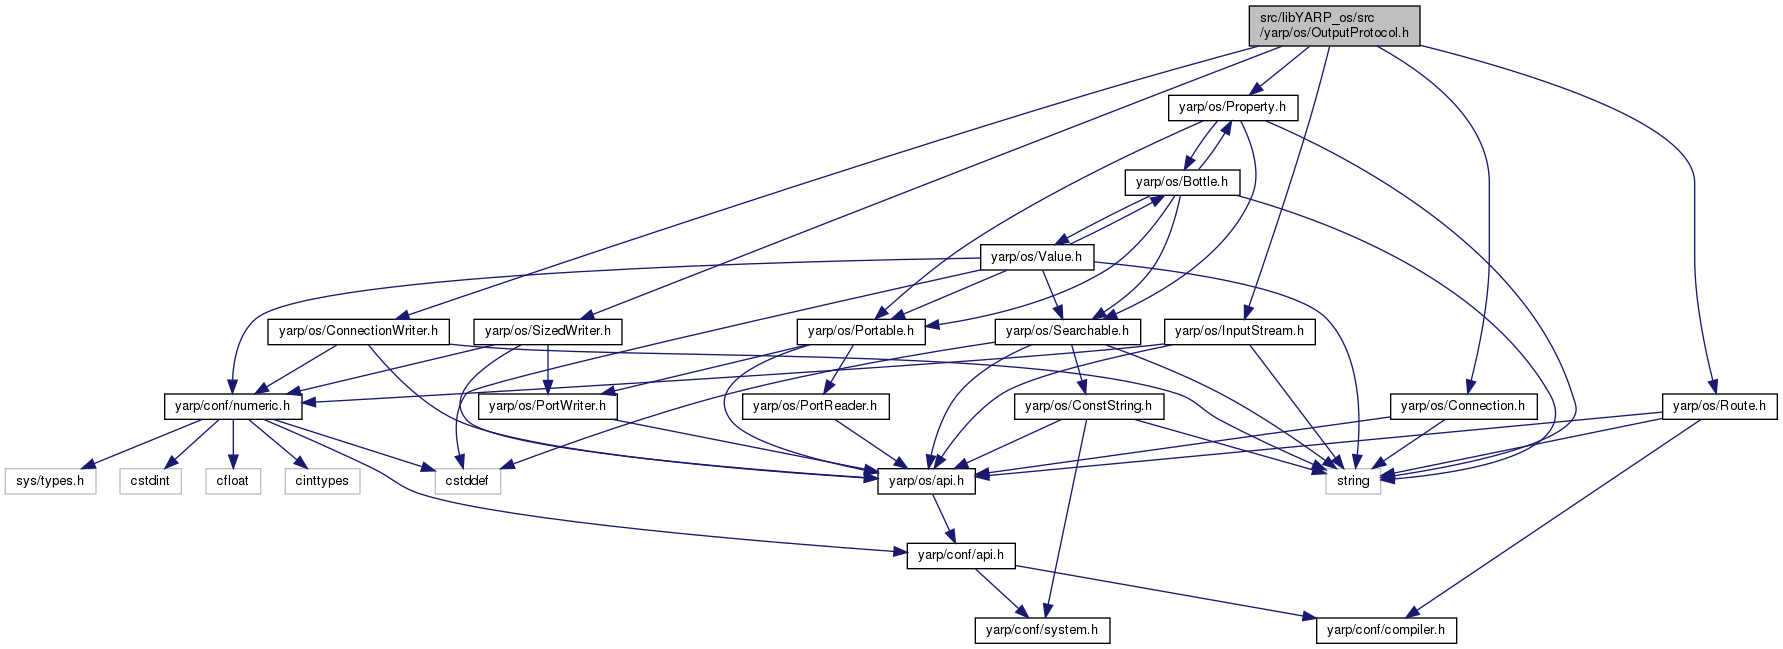 src/libYARP_os/src
/yarp/os/OutputProtocol.h
yarp/os/Property.h
yarp/os/Bottle.h
yarp/os/Value.h
yarp/os/ConnectionWriter.h
yarp/os/SizedWriter.h
yarp/os/Portable.h
yarp/os/Searchable.h
yarp/os/InputStream.h
yarp/conf/numeric.h
yarp/os/PortWriter.h
yarp/os/PortReader.h
yarp/os/ConstString.h
yarp/os/Connection.h
yarp/os/Route.h
sys/types.h
cstdint
cfloat
cinttypes
cstddef
yarp/os/api.h
string
yarp/conf/api.h
yarp/conf/system.h
yarp/conf/compiler.h